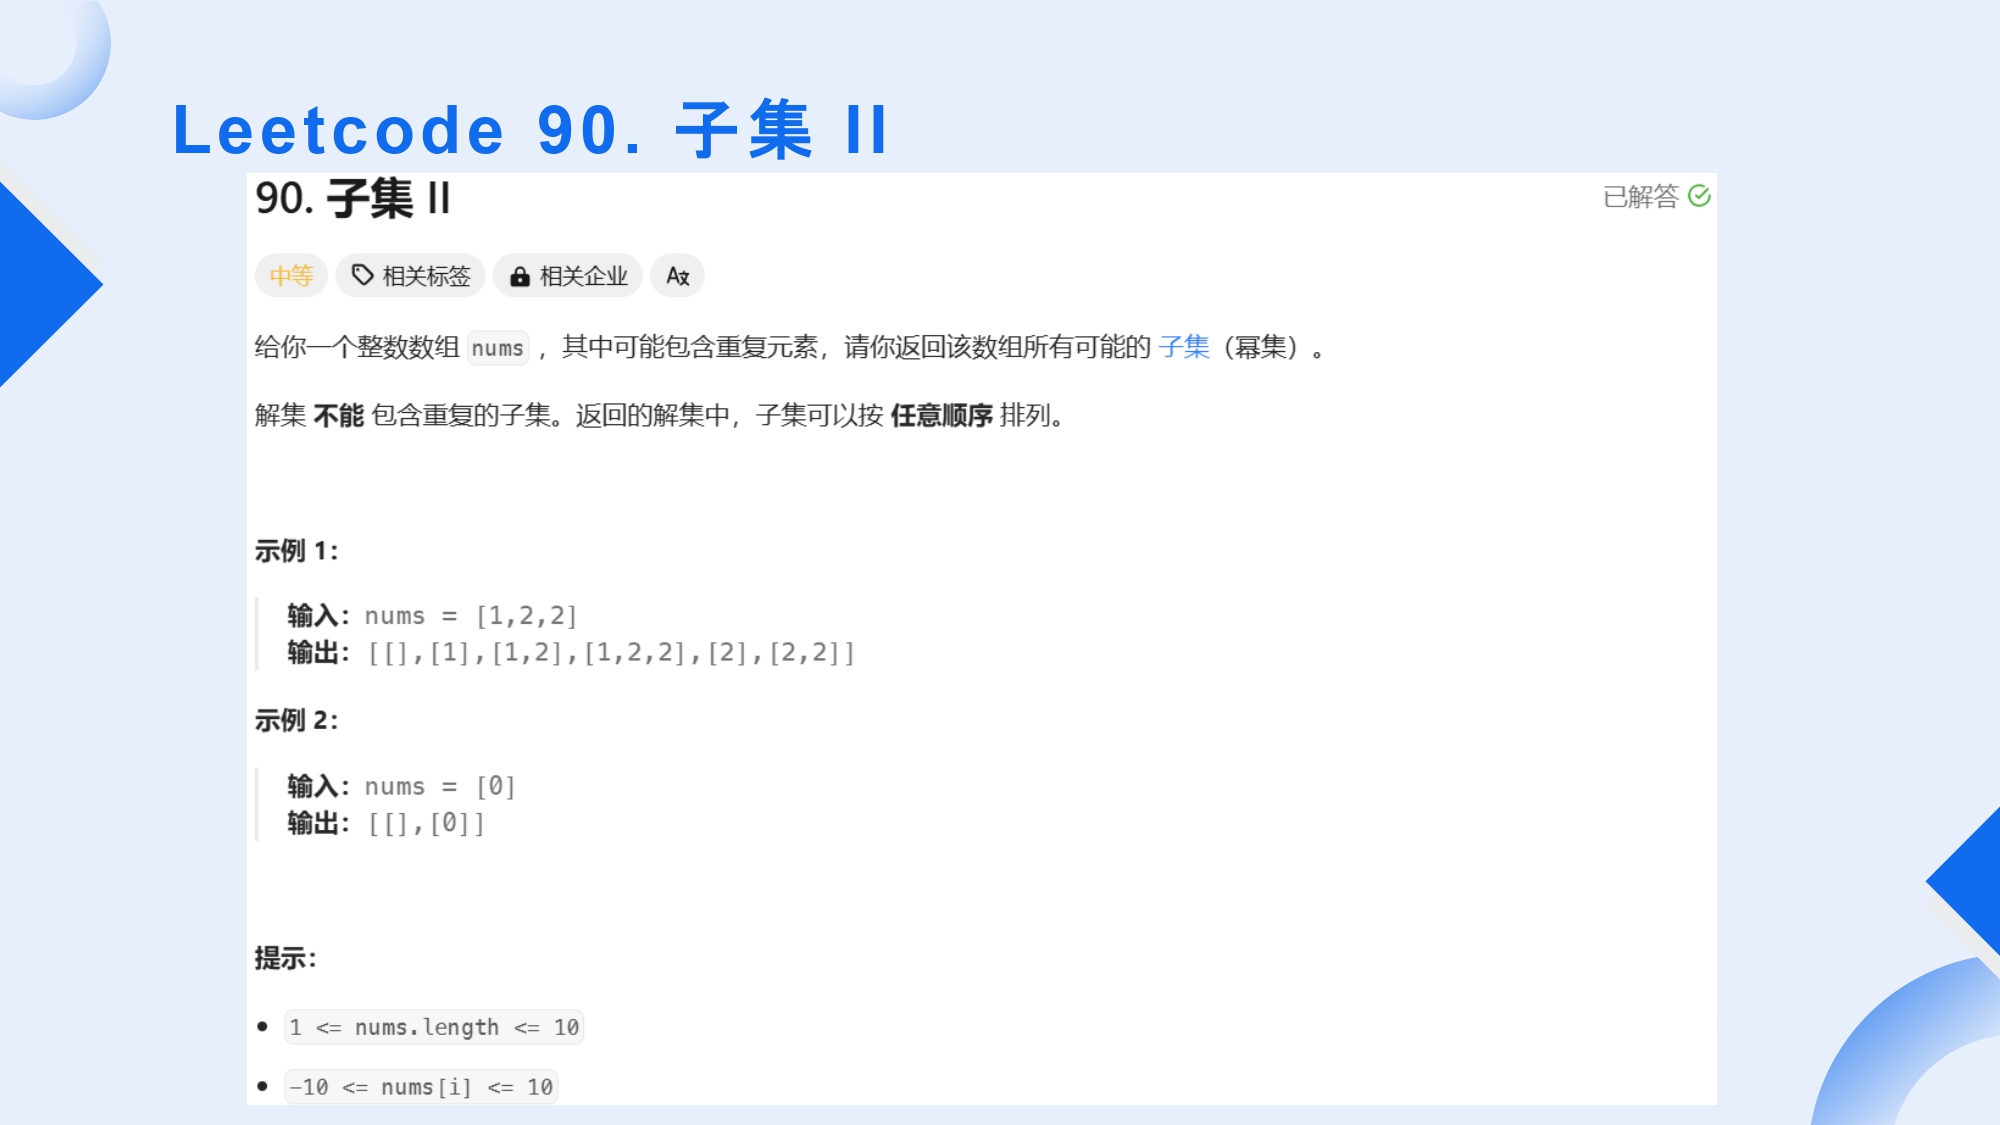 Leetcode 90. 子集 II
90. 子集 II
已解答
中等 相关标签 相关企业 A文
给你一个整数数组 nums ，其中可能包含重复元素，请你返回该数组所有可能的 子集（幂集）。
解集 不能 包含重复的子集。返回的解集中，子集可以按 任意顺序 排列。
示例 1：
输入：nums = [1,2,2]
输出：[[],[1],[1,2],[1,2,2],[2],[2,2]]
示例 2：
输入：nums = [0]
输出：[[],[0]]
提示：
• 1 <= nums.length <= 10
• -10 <= nums[i] <= 10